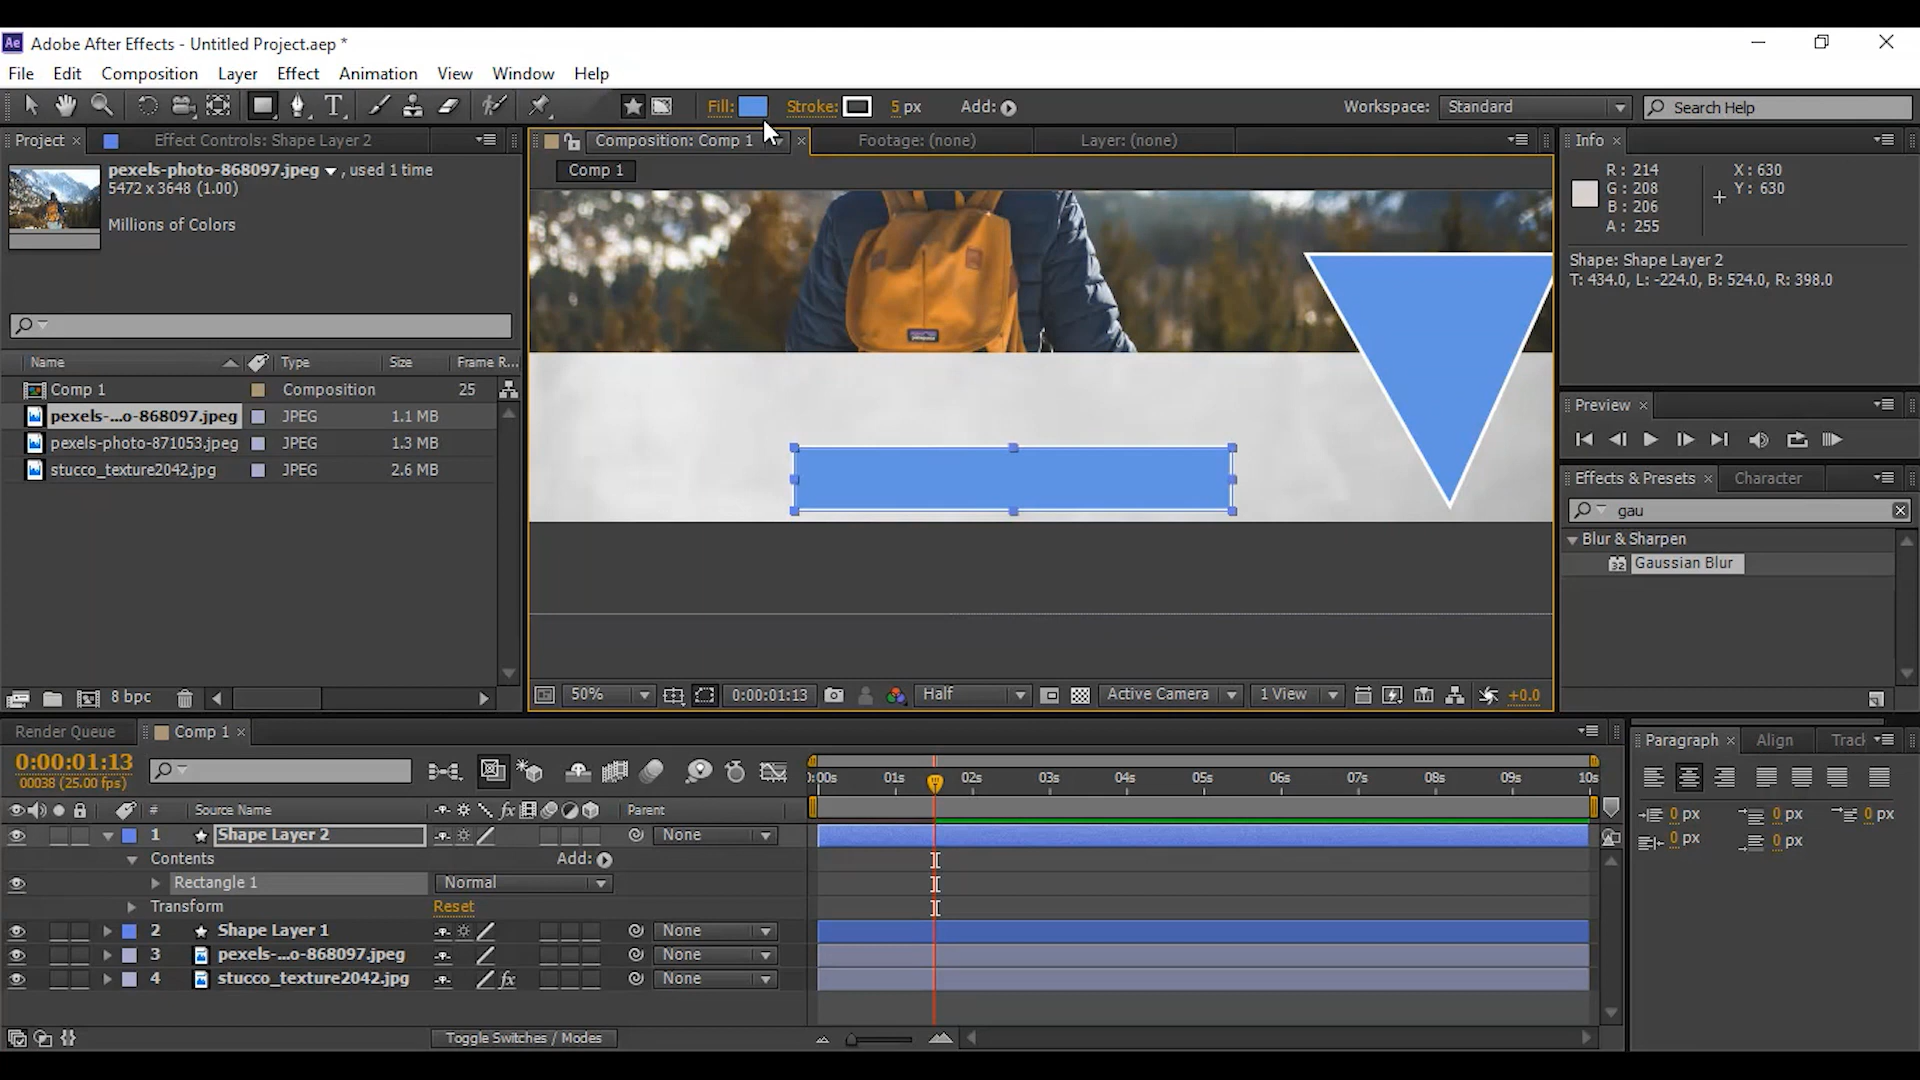 Ae Adobe After Effects - Untitled Project.aep *
File Edit Composition Layer Effect Animation View Window Help
Fill: Stroke: 5 px Add: Workspace: Standard Search Help
Project Effect Controls: Shape Layer 2
pexels-photo-868097.jpeg , used 1 time
5472 x 3648 (1.00)
Millions of Colors
Name Type Size Frame R...
Comp 1 Composition 25
pexels-...o-868097.jpeg JPEG 1.1 MB
pexels-photo-871053.jpeg JPEG 1.3 MB
stucco_texture2042.jpg JPEG 2.6 MB
8 bpc
Composition: Comp 1 Footage: (none) Layer: (none)
Comp 1
50% 0:00:01:13 Half Active Camera 1 View +0.0
Info
R: 214 X: 630
G: 208 Y: 630
B: 206
A: 255
Shape: Shape Layer 2
T: 434.0, L: -224.0, B: 524.0, R: 398.0
Preview
Effects & Presets Character
gau
Blur & Sharpen
32 Gaussian Blur
Render Queue Comp 1
0:00:01:13
00038 (25.00 fps)
# Source Name fx Parent
1 Shape Layer 2 None
Contents Add:
Rectangle 1 Normal
Transform Reset
2 Shape Layer 1 None
3 pexels-...o-868097.jpeg None
4 stucco_texture2042.jpg fx None
Toggle Switches / Modes
):00s 01s 02s 03s 04s 05s 06s 07s 08s 09s 10s
Paragraph Align Track
0 px 0 px 0 px
0 px 0 px